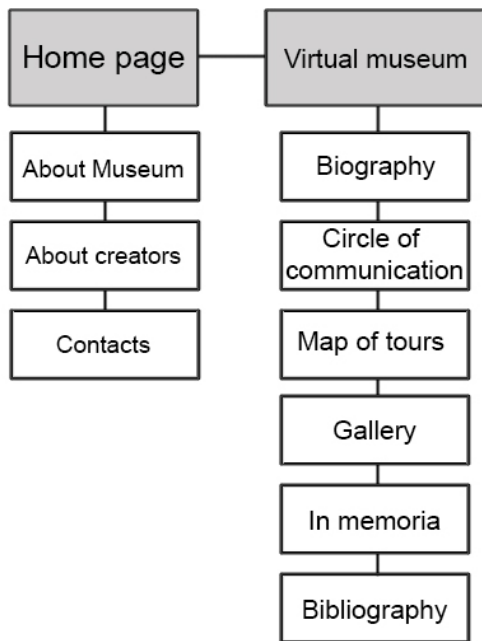 Home page
Virtual museum
About Museum
About creators
Contacts
Biography
Circle of
communication
Map of tours
Gallery
In memoria
Bibliography